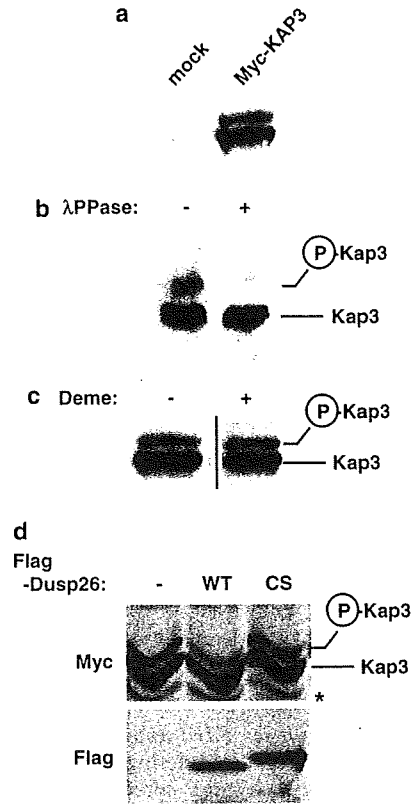 a
mock Myc-KAP3
b λPPase: - +
P-Kap3
Kap3
c Deme: - +
P-Kap3
Kap3
d
Flag
-Dusp26: - WT CS
P-Kap3
Myc Kap3
*
Flag